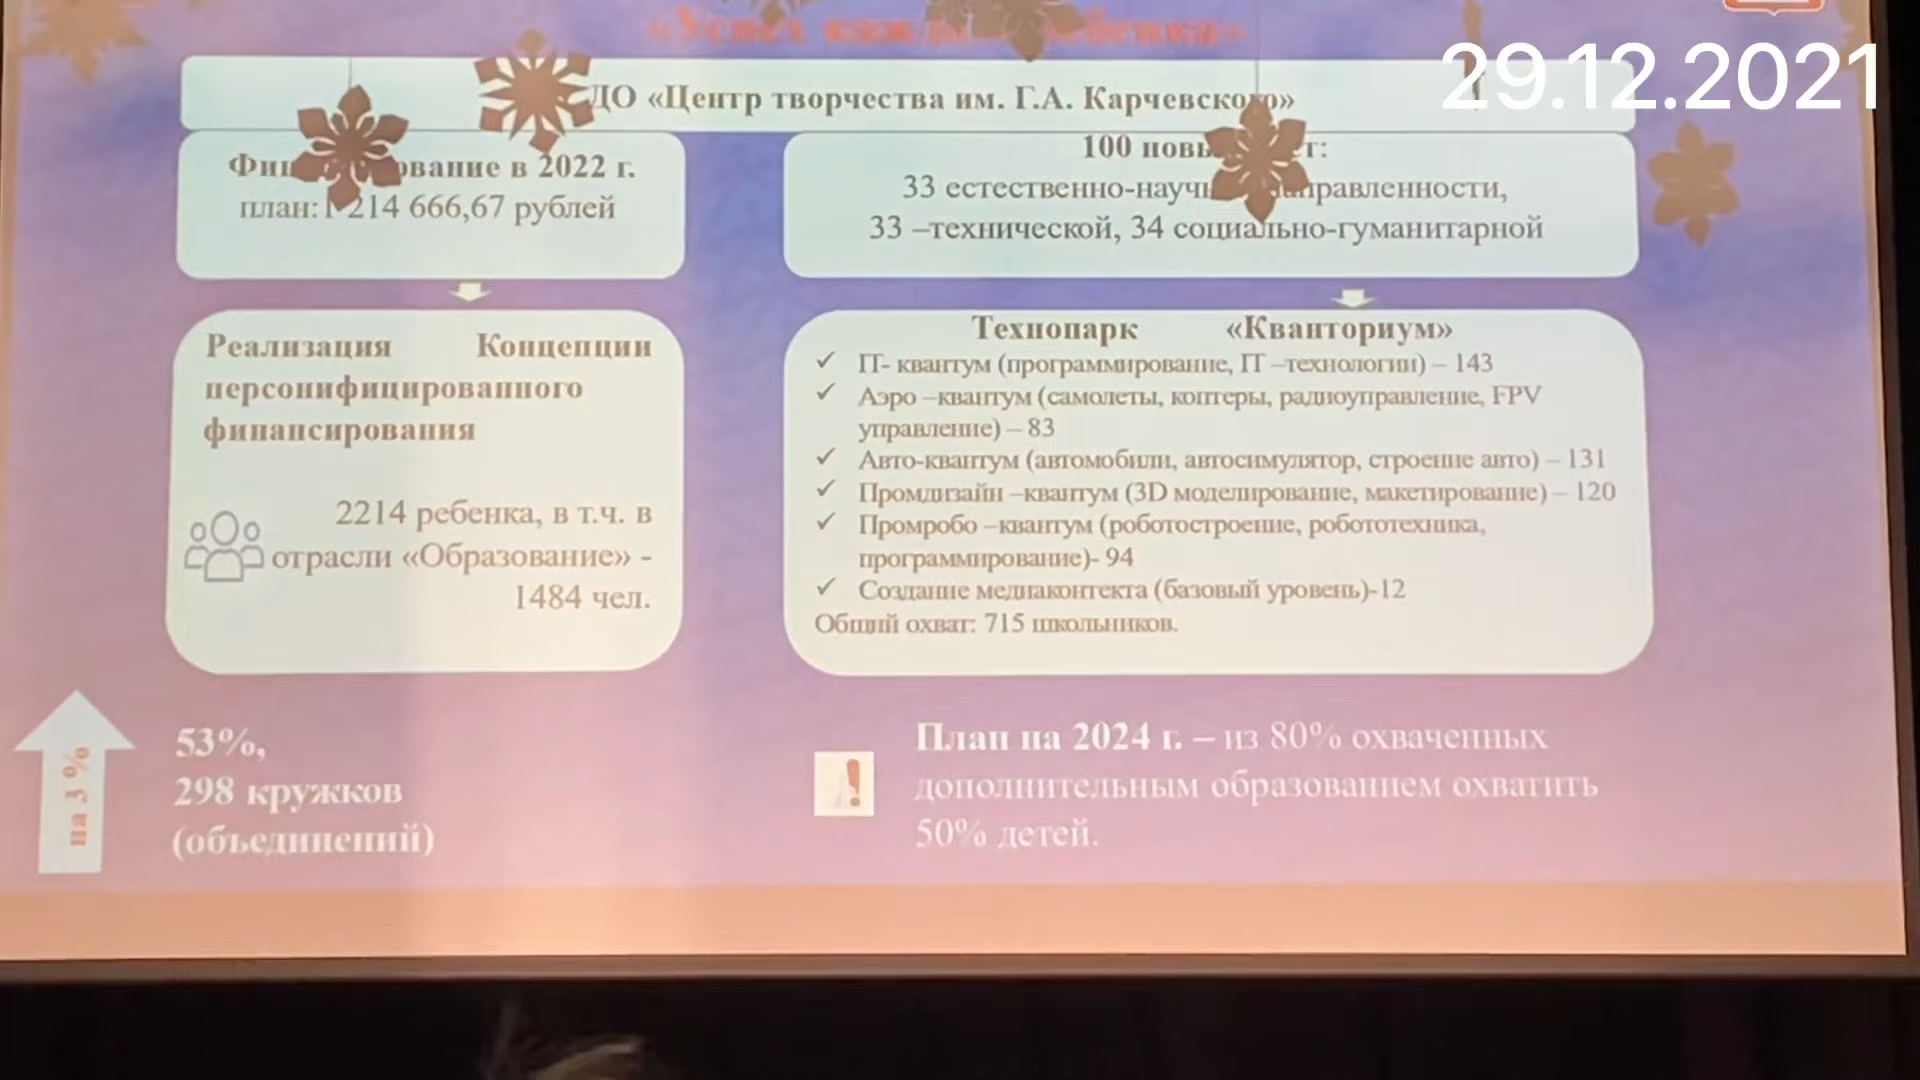 «Успех
29.12.2021
ДО «Центр творчества им. Г.А. Карчевского»
в 2022 г.
план: 1 214 666,67 рублей
100
33
33 –технической, 34 социально-гуманитарной
Реализация Концепции
персонифицированного
финансирования
2214 ребенка, в т.ч. в
отрасли «Образование» -
1484 чел.
Технопарк «Кванториум»
✓ IT- квантум (программирование, IT –технологии) – 143
✓ Аэро –квантум (самолеты, коптеры, радиоуправление, FPV
управление) – 83
✓ Авто-квантум (автомобили, автосимулятор, строение авто) – 131
✓ Промдизайн –квантум (3D моделирование, макетирование) – 120
✓ Промробо –квантум (роботостроение, робототехника,
программирование)- 94
✓ Создание медиаконтекта (базовый уровень)-12
Общий охват: 715 школьников.
на 3 %
53%,
298 кружков
(объединений)
План на 2024 г. – из 80% охваченных
дополнительным образованием охватить
50% детей.